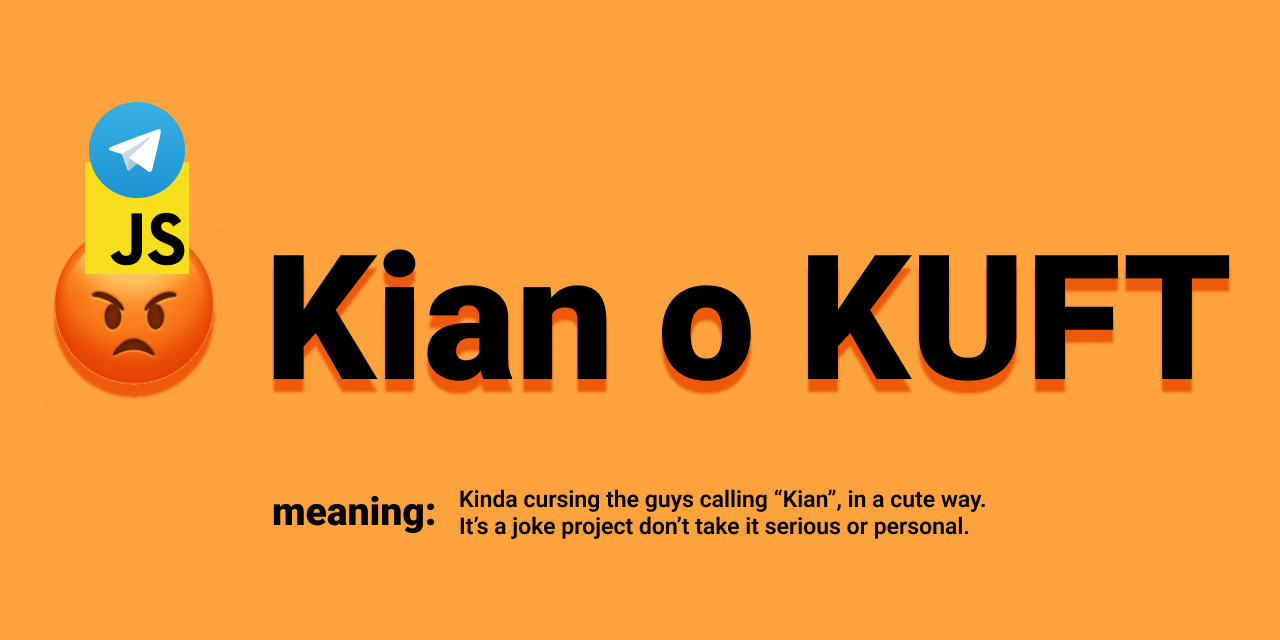 JS
Kian o KUFT
meaning:
Kinda cursing the guys calling “Kian”, in a cute way.
It’s a joke project don’t take it serious or personal.